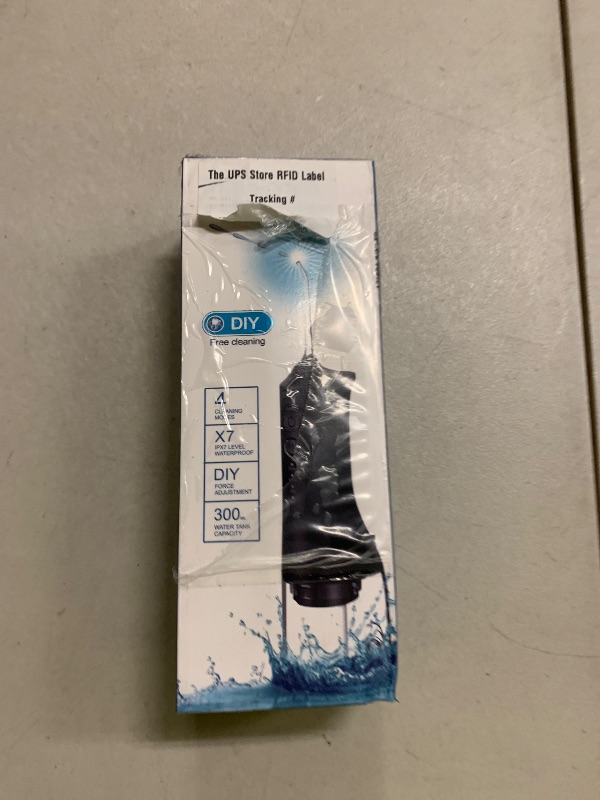 The UPS Store RFID Label
Tracking #
DIY
Free cleaning
4
CLEANING
MODES
X7
IPX7 LEVEL
WATERPROOF
DIY
FORCE
ADJUSTMENT
300ML
WATER TANK
CAPACITY